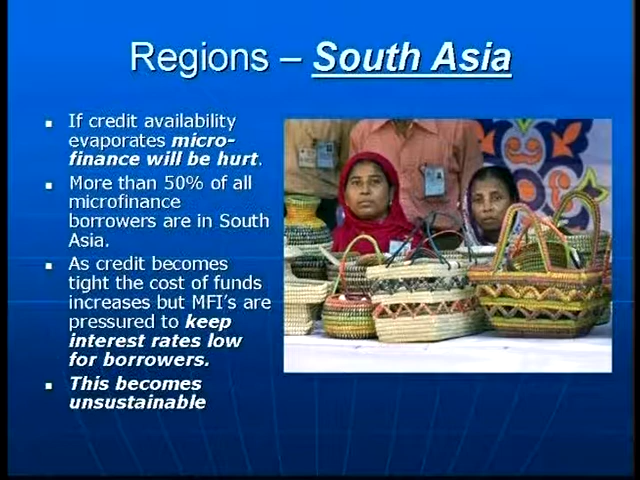 Regions – South Asia
If credit availability
evaporates micro-
finance will be hurt.
More than 50% of all
microfinance
borrowers are in South
Asia.
As credit becomes
tight the cost of funds
increases but MFI's are
pressured to keep
interest rates low
for borrowers.
This becomes
unsustainable